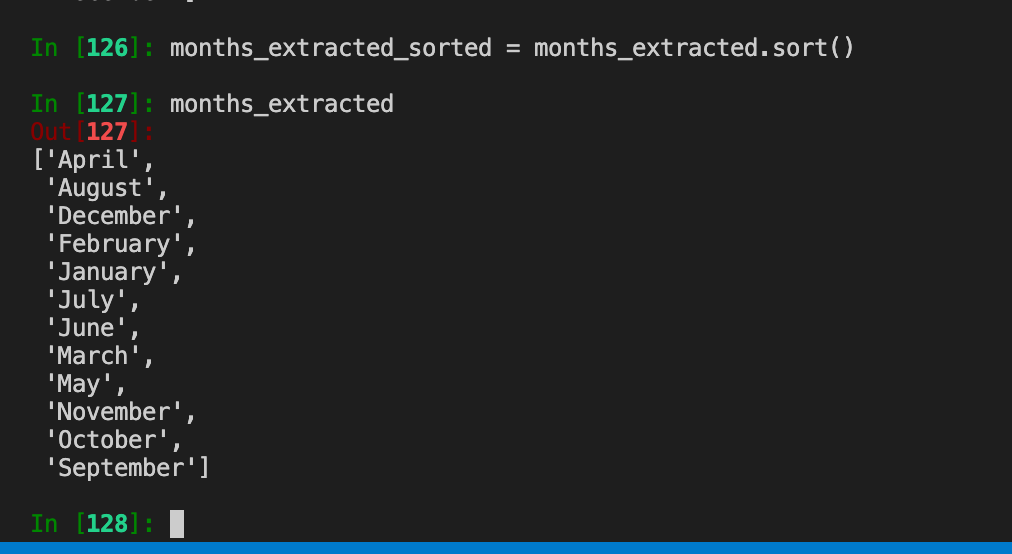 In [126]: months_extracted_sorted = months_extracted.sort()
In [127]: months_extracted
Out[127]:
['April',
 'August',
 'December',
 'February',
 'January',
 'July',
 'June',
 'March',
 'May',
 'November',
 'October',
 'September']
In [128]: